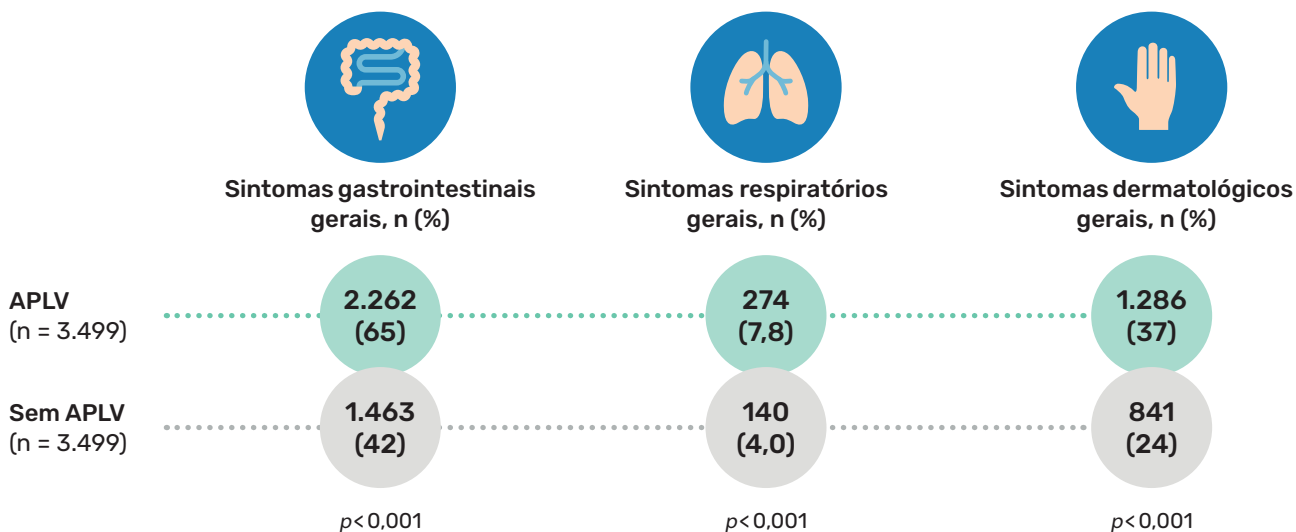 Sintomas gastrointestinais
gerais, n (%)
Sintomas respiratórios
gerais, n (%)
Sintomas dermatológicos
gerais, n (%)
APLV
(n = 3.499)
2.262
(65)
274
(7,8)
1.286
(37)
Sem APLV
(n = 3.499)
1.463
(42)
140
(4,0)
841
(24)
p< 0,001
p< 0,001
p< 0,001